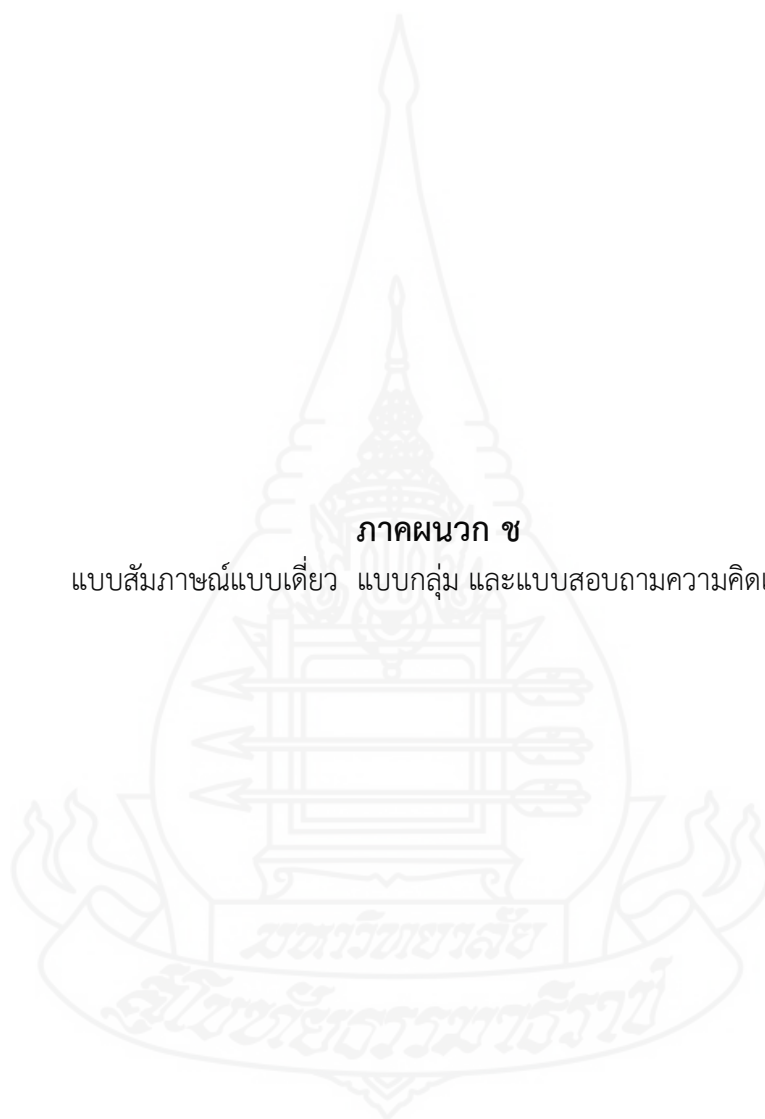 ภาคผนวก ช
แบบสัมภาษณ์แบบเดี่ยว แบบกลุ่ม และแบบสอบถามความคิดเ
มหาวิทยาลัย
สุโขทัยธรรมาธิราช